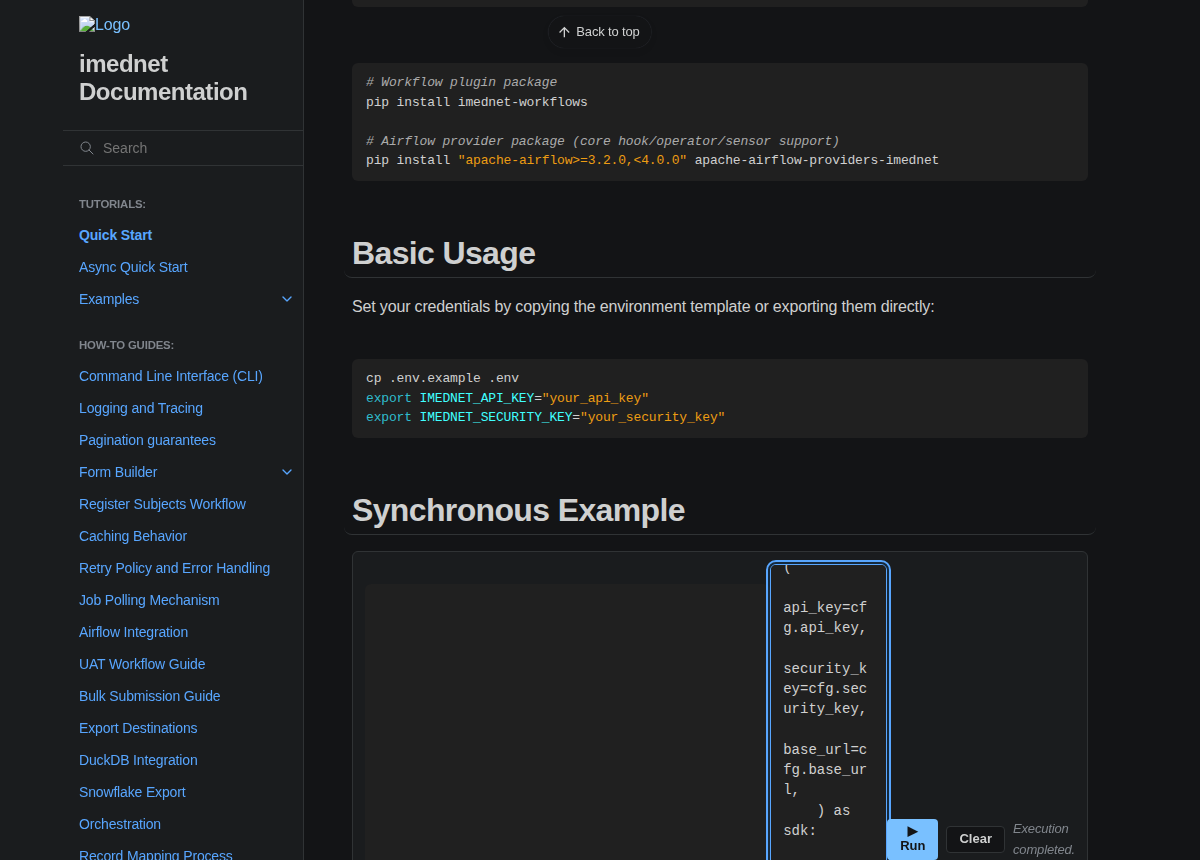 Logo
imednet
Documentation
Search
TUTORIALS:
Quick Start
Async Quick Start
Examples
HOW-TO GUIDES:
Command Line Interface (CLI)
Logging and Tracing
Pagination guarantees
Form Builder
Register Subjects Workflow
Caching Behavior
Retry Policy and Error Handling
Job Polling Mechanism
Airflow Integration
UAT Workflow Guide
Bulk Submission Guide
Export Destinations
DuckDB Integration
Snowflake Export
Orchestration
Record Mapping Process
Back to top
# Workflow plugin package
pip install imednet-workflows
# Airflow provider package (core hook/operator/sensor support)
pip install "apache-airflow>=3.2.0,<4.0.0" apache-airflow-providers-imednet
Basic Usage
Set your credentials by copying the environment template or exporting them directly:
cp .env.example .env
export IMEDNET_API_KEY="your_api_key"
export IMEDNET_SECURITY_KEY="your_security_key"
Synchronous Example
(
api_key=cf
g.api_key,
security_k
ey=cfg.sec
urity_key,
base_url=c
fg.base_ur
l,
) as
sdk:
▶
Run
Clear
Execution
completed.